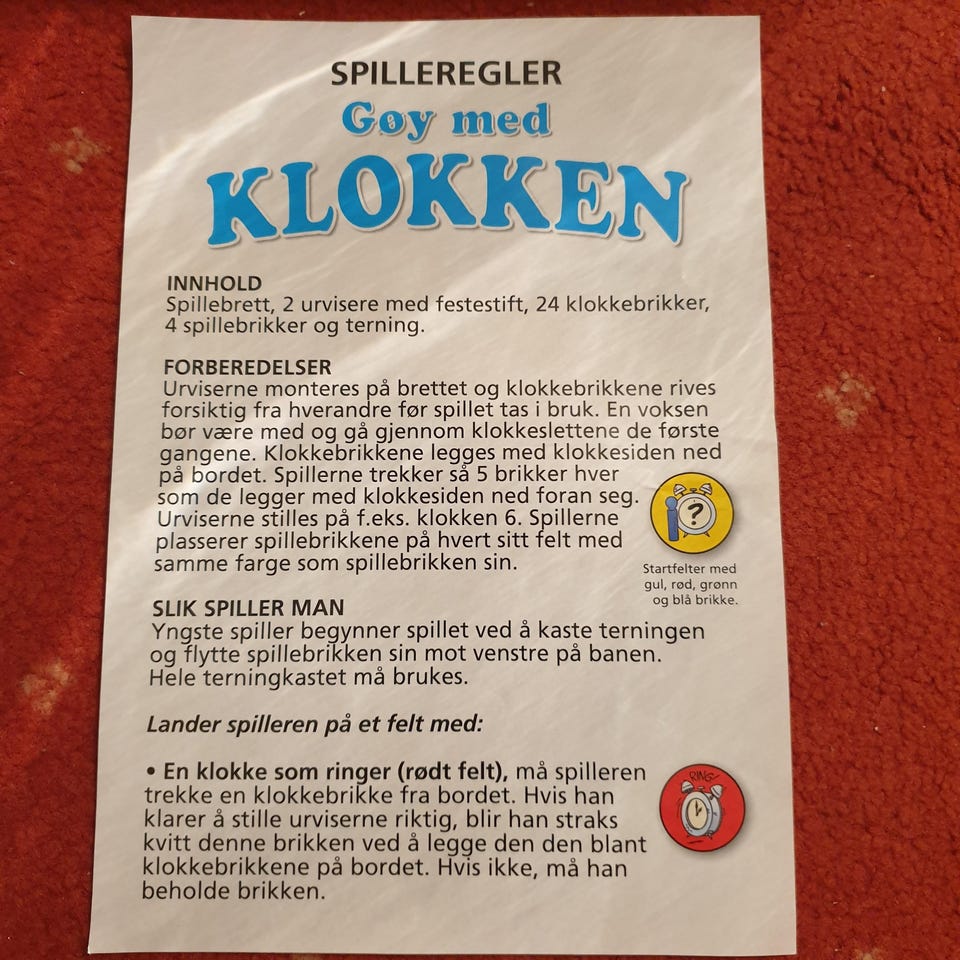 SPILLEREGLER
Gøy med
KLOKKEN
INNHOLD
Spillebrett, 2 urvisere med festestift, 24 klokkebrikker,
4 spillebrikker og terning.
FORBEREDELSER
Urviserne monteres på brettet og klokkebrikkene rives
forsiktig fra hverandre før spillet tas i bruk. En voksen
bør være med og gå gjennom klokkeslettene de første
gangene. Klokkebrikkene legges med klokkesiden ned
på bordet. Spillerne trekker så 5 brikker hver
som de legger med klokkesiden ned foran seg.
Urviserne stilles på f.eks. klokken 6. Spillerne
plasserer spillebrikkene på hvert sitt felt med
samme farge som spillebrikken sin.
?
Startfelter med
gul, rød, grønn
og blå brikke.
SLIK SPILLER MAN
Yngste spiller begynner spillet ved å kaste terningen
og flytte spillebrikken sin mot venstre på banen.
Hele terningkastet må brukes.
Lander spilleren på et felt med:
• En klokke som ringer (rødt felt), må spilleren
trekke en klokkebrikke fra bordet. Hvis han
klarer å stille urviserne riktig, blir han straks
kvitt denne brikken ved å legge den den blant
klokkebrikkene på bordet. Hvis ikke, må han
beholde brikken.
RING!